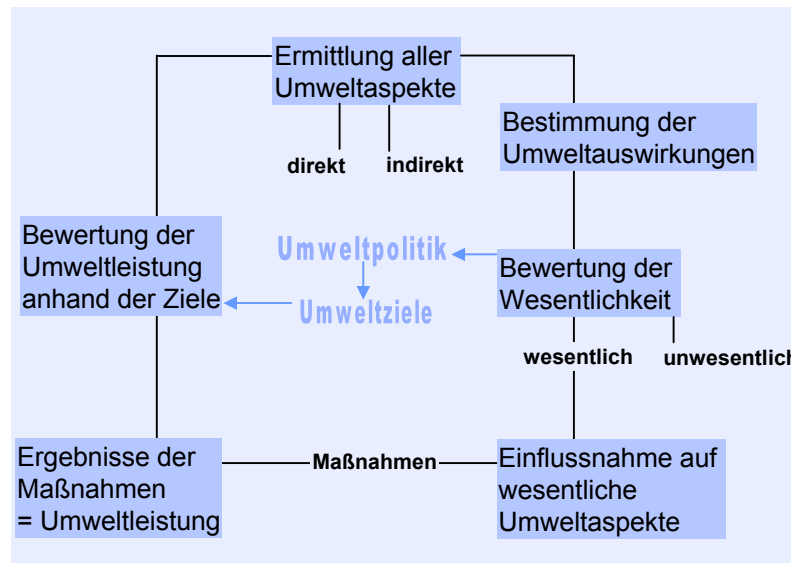 Ermittlung aller
Umweltaspekte
direkt
indirekt
Bestimmung der
Umweltauswirkungen
Bewertung der
Umweltleistung
anhand der Ziele
Umweltpolitik
Umweltziele
Bewertung der
Wesentlichkeit
wesentlich
unwesentlich
Ergebnisse der
Maßnahmen
= Umweltleistung
Maßnahmen
Einflussnahme auf
wesentliche
Umweltaspekte